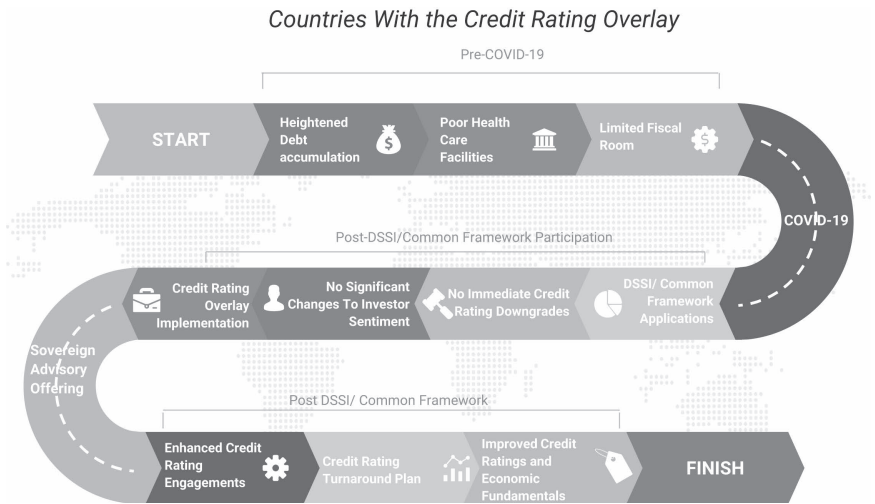 Countries With the Credit Rating Overlay
Pre-COVID-19
START
Heightened
Debt
accumulation
$
Poor Health
Care
Facilities
Limited Fiscal
Room
$
COVID-19
Post-DSSI/Common Framework Participation
DSSI/ Common
Framework
Applications
No Immediate Credit
Rating Downgrades
No Significant
Changes To Investor
Sentiment
Credit Rating
Overlay
Implementation
Sovereign
Advisory
Offering
Post DSSI/ Common Framework
Enhanced Credit
Rating
Engagements
Credit Rating
Turnaround Plan
Improved Credit
Ratings and
Economic
Fundamentals
FINISH